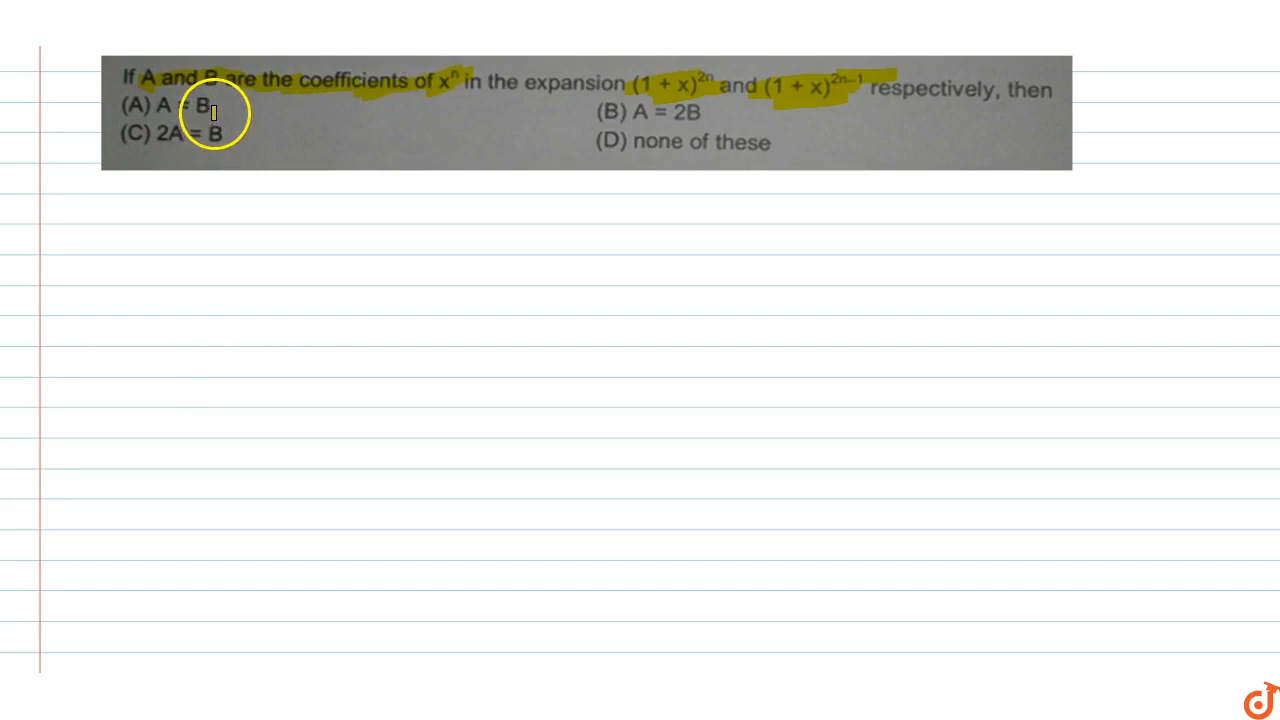 If A and B are the coefficients of xⁿ in the expansion (1 + x)²ⁿ and (1 + x)²ⁿ⁻¹ respectively, then
(A) A = B (B) A = 2B
(C) 2A = B (D) none of these